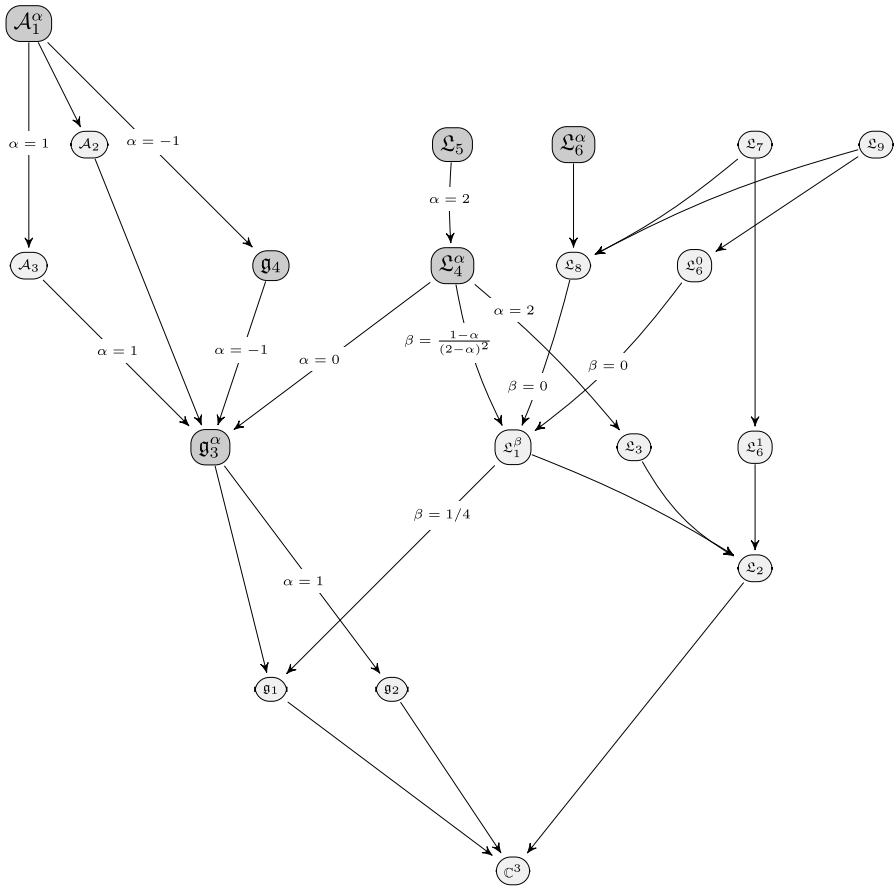 𝒜₁^α
α = 1
𝒜₂
α = −1
𝔏₅
𝔏₆^α
𝔏₇
𝔏₉
α = 2
𝒜₃
𝔤₄
𝔏₄^α
𝔏₈
𝔏₆⁰
α = 2
α = 1
α = −1
α = 0
β = (1−α)/(2−α)²
β = 0
β = 0
𝔤₃^α
𝔏₁^β
𝔏₃
𝔏₆¹
β = 1/4
α = 1
𝔏₂
𝔤₁
𝔤₂
ℂ³